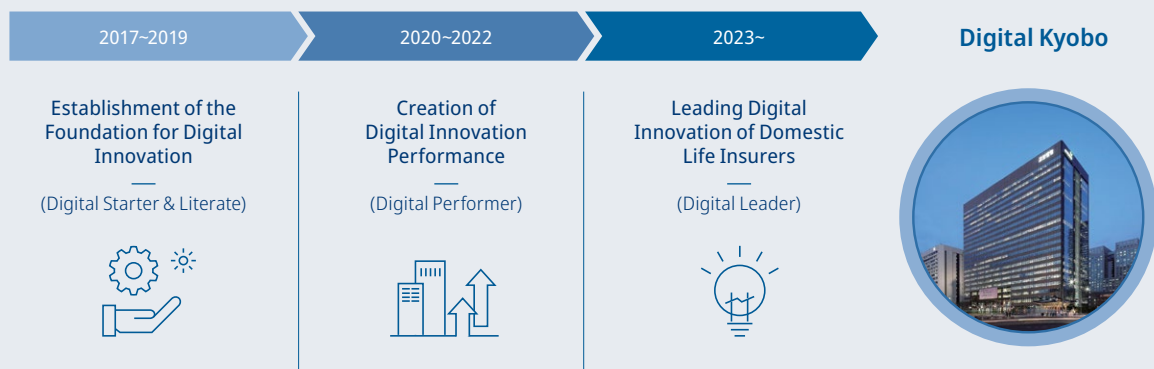 2017~2019
2020~2022
2023~
Digital Kyobo
Establishment of the
Foundation for Digital
Innovation
(Digital Starter & Literate)
Creation of
Digital Innovation
Performance
(Digital Performer)
Leading Digital
Innovation of Domestic
Life Insurers
(Digital Leader)